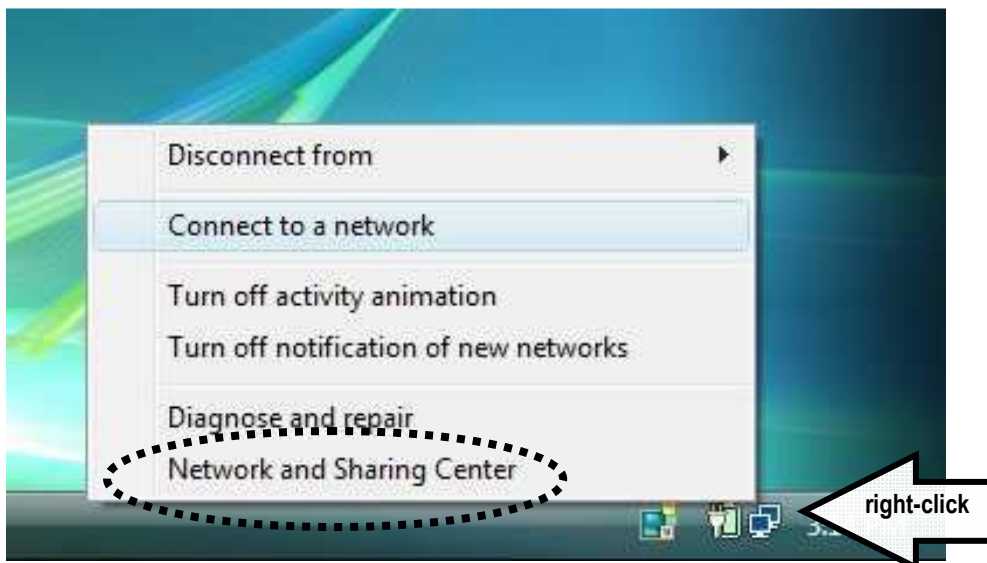 Disconnect from
Connect to a network
Turn off activity animation
Turn off notification of new networks
Diagnose and repair
Network and Sharing Center
right-click